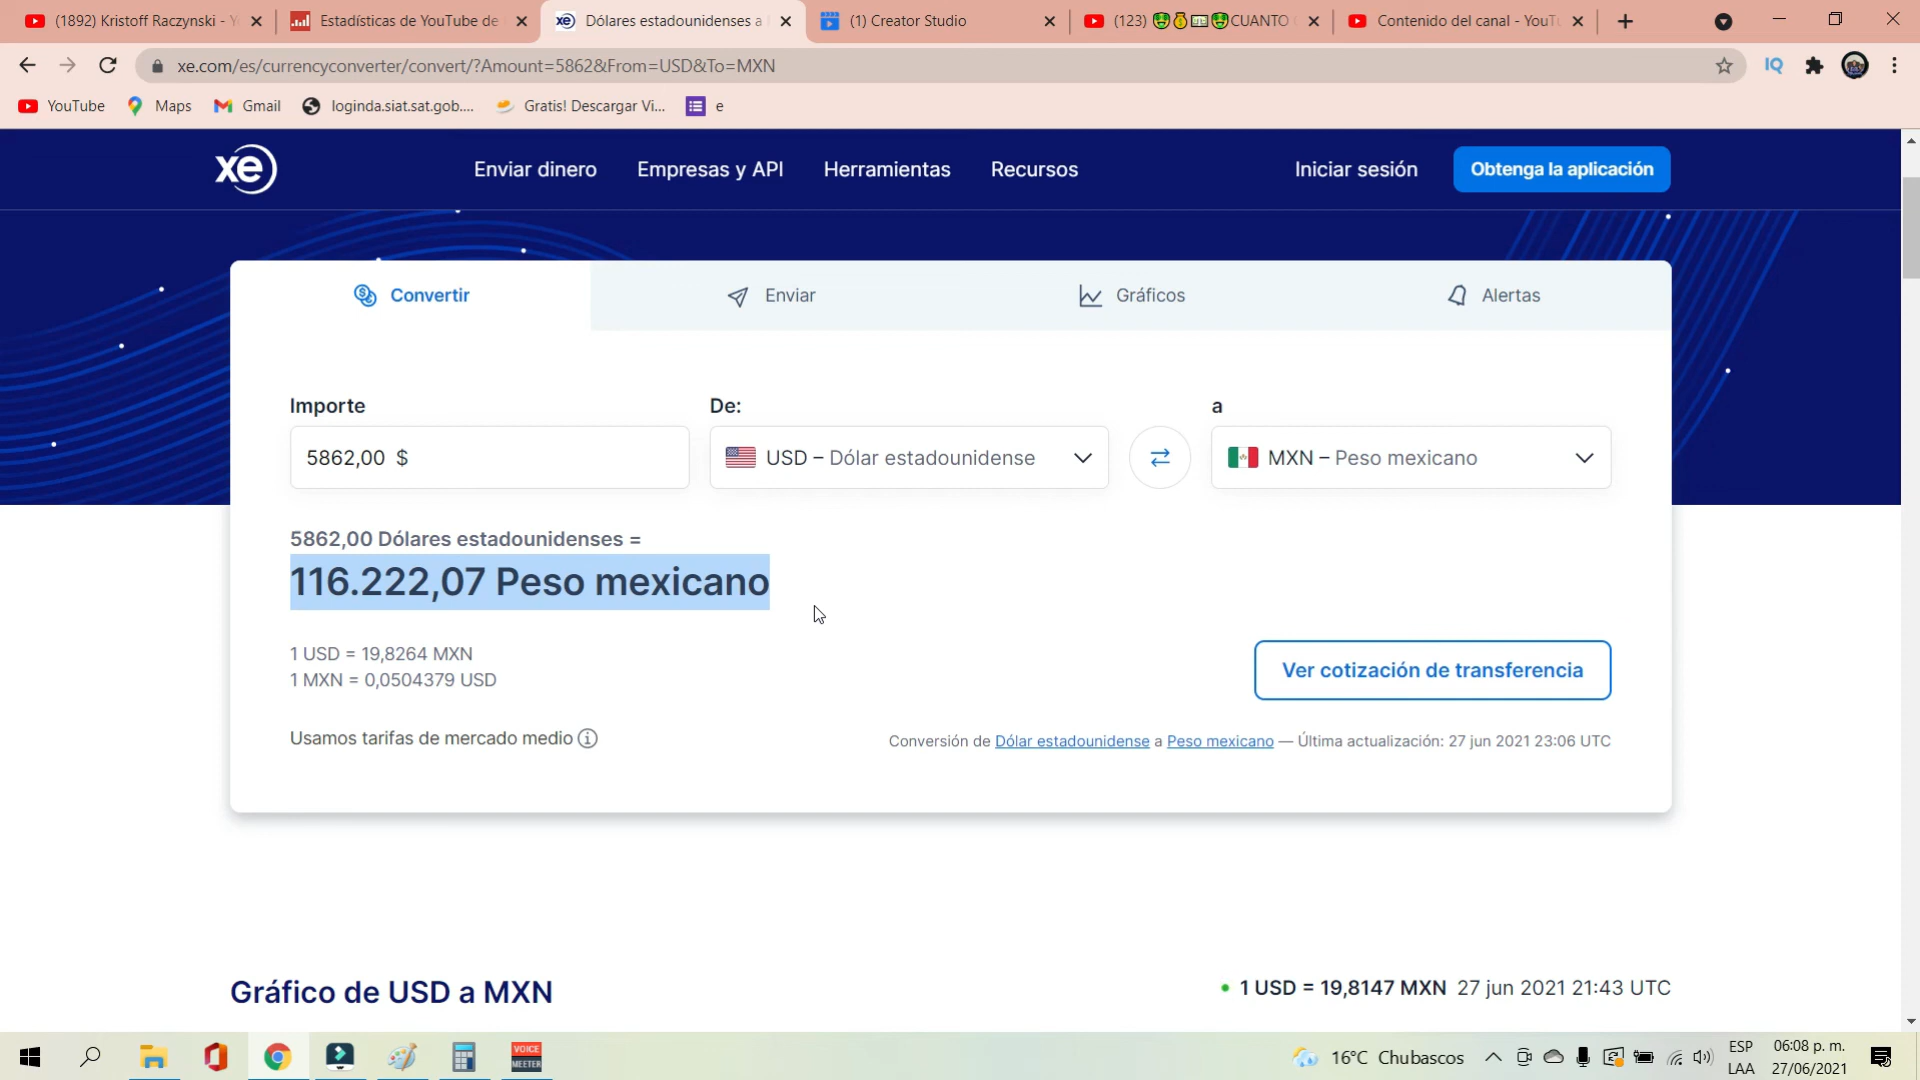 (1892) Kristoff Raczynski - Y
Estadísticas de YouTube de
Dólares estadounidenses a
(1) Creator Studio
(123) 🤑💰💵🤑CUANTO
Contenido del canal - YouTu
xe.com/es/currencyconverter/convert/?Amount=5862&From=USD&To=MXN
IQ
YouTube
Maps
Gmail
loginda.siat.sat.gob....
Gratis! Descargar Vi...
e
xe
Enviar dinero
Empresas y API
Herramientas
Recursos
Iniciar sesión
Obtenga la aplicación
Convertir
Enviar
Gráficos
Alertas
Importe
De:
a
5862,00 $
USD – Dólar estadounidense
MXN – Peso mexicano
5862,00 Dólares estadounidenses =
116.222,07 Peso mexicano
1 USD = 19,8264 MXN
1 MXN = 0,0504379 USD
Ver cotización de transferencia
Usamos tarifas de mercado medio
Conversión de Dólar estadounidense a Peso mexicano — Última actualización: 27 jun 2021 23:06 UTC
Gráfico de USD a MXN
1 USD = 19,8147 MXN 27 jun 2021 21:43 UTC
VOICE
MEETER
16°C Chubascos
ESP
LAA
06:08 p. m.
27/06/2021